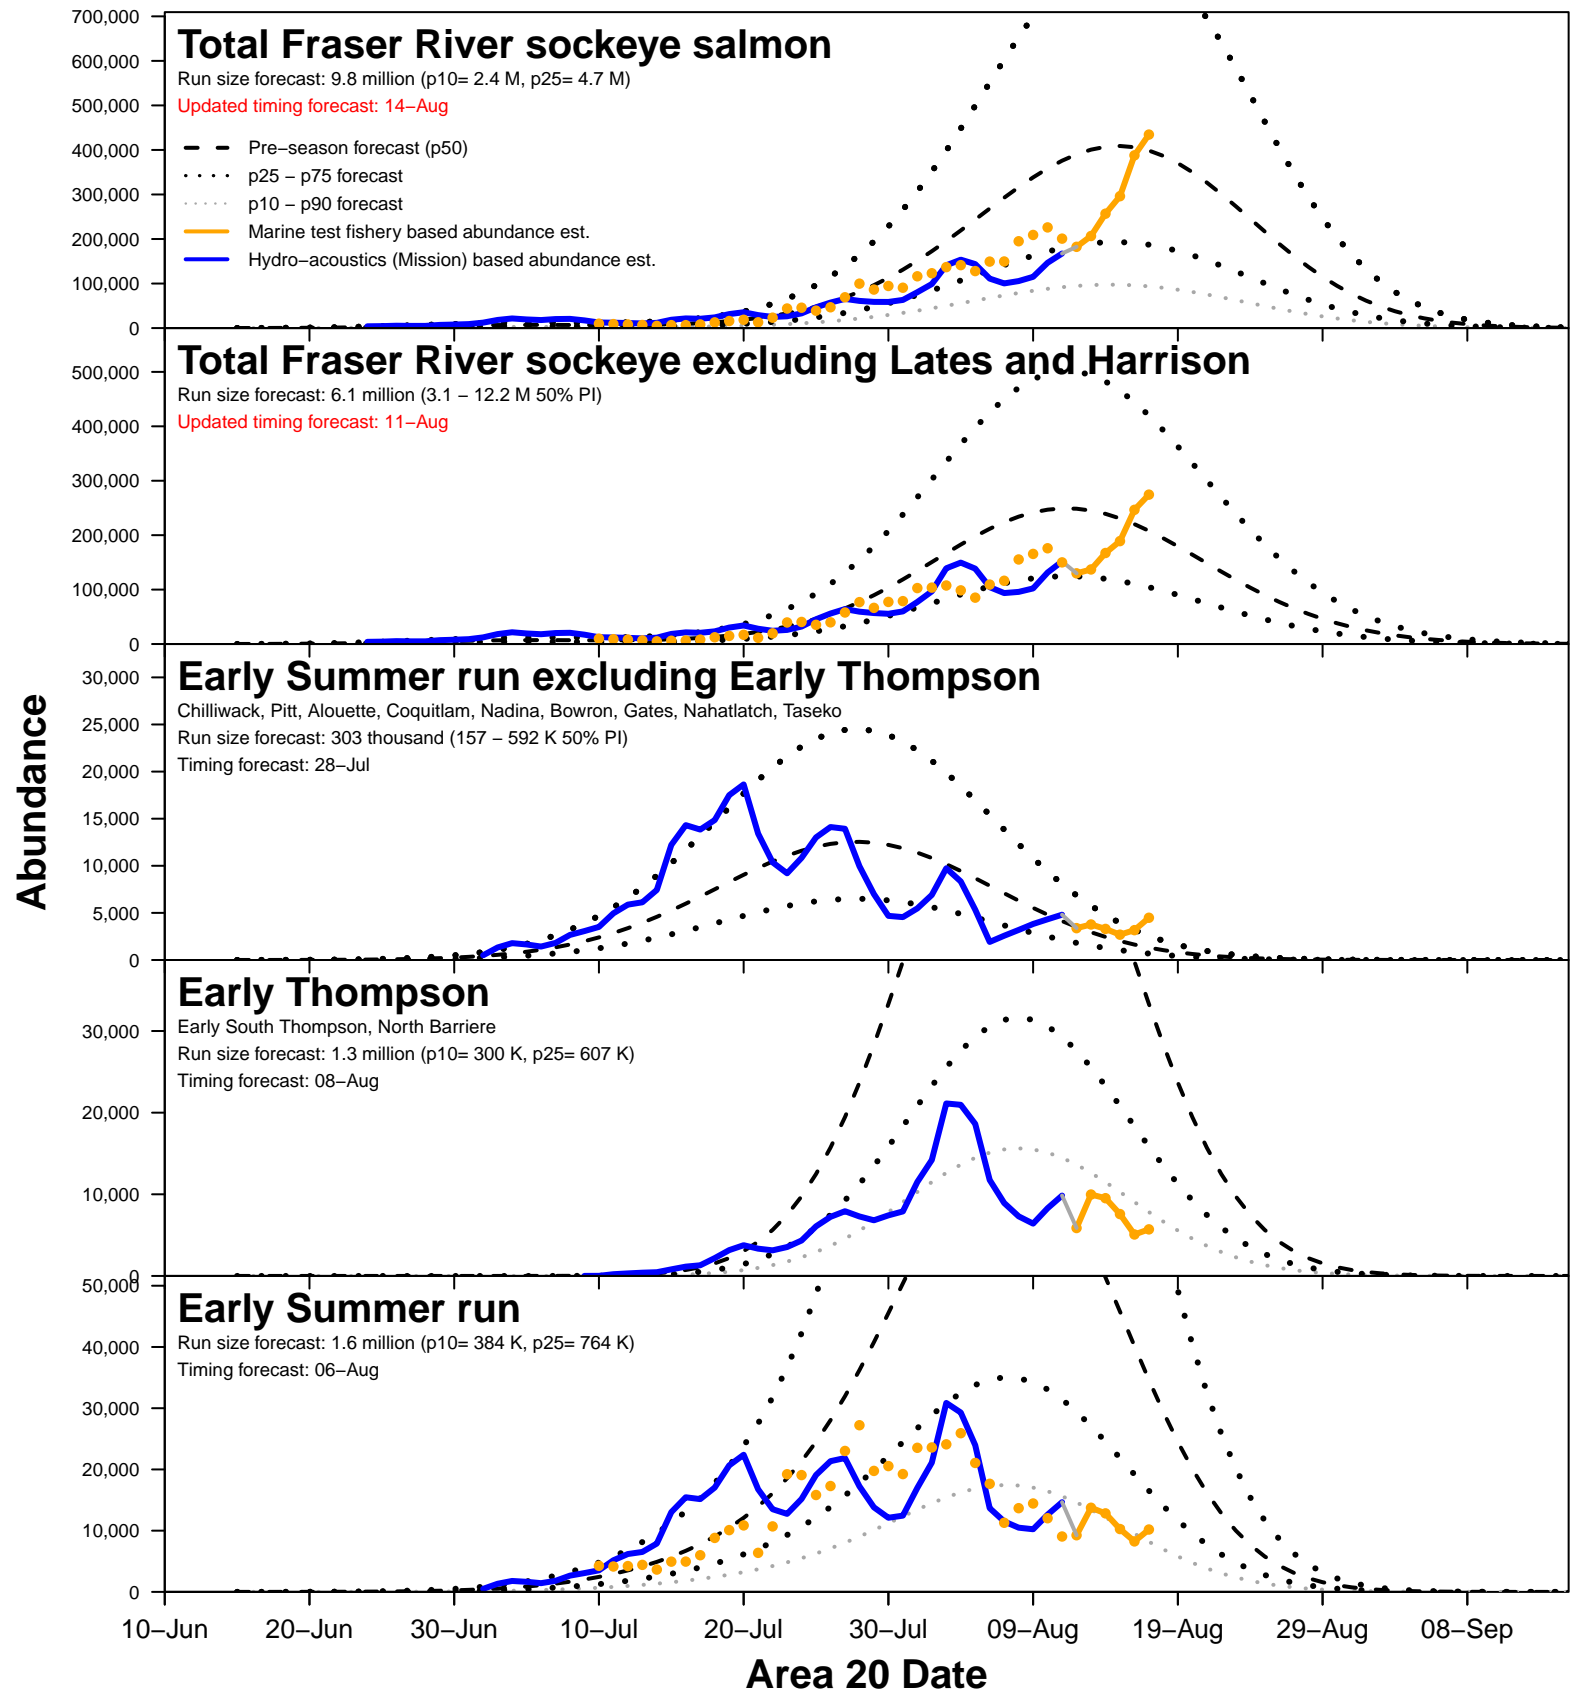 Total Fraser River sockeye salmon
Run size forecast: 9.8 million (p10= 2.4 M, p25= 4.7 M)
Updated timing forecast: 14−Aug
Pre−season forecast (p50)
p25 − p75 forecast
p10 − p90 forecast
Marine test fishery based abundance est.
Hydro−acoustics (Mission) based abundance est.
700,000
600,000
500,000
400,000
300,000
200,000
100,000
0
Total Fraser River sockeye excluding Lates and Harrison
Run size forecast: 6.1 million (3.1 − 12.2 M 50% PI)
Updated timing forecast: 11−Aug
500,000
400,000
300,000
200,000
100,000
0
Early Summer run excluding Early Thompson
Chilliwack, Pitt, Alouette, Coquitlam, Nadina, Bowron, Gates, Nahatlatch, Taseko
Run size forecast: 303 thousand (157 − 592 K 50% PI)
Timing forecast: 28−Jul
30,000
25,000
20,000
15,000
10,000
5,000
0
Early Thompson
Early South Thompson, North Barriere
Run size forecast: 1.3 million (p10= 300 K, p25= 607 K)
Timing forecast: 08−Aug
30,000
20,000
10,000
0
Early Summer run
Run size forecast: 1.6 million (p10= 384 K, p25= 764 K)
Timing forecast: 06−Aug
50,000
40,000
30,000
20,000
10,000
0
Abundance
10−Jun 20−Jun 30−Jun 10−Jul 20−Jul 30−Jul 09−Aug 19−Aug 29−Aug 08−Sep
Area 20 Date